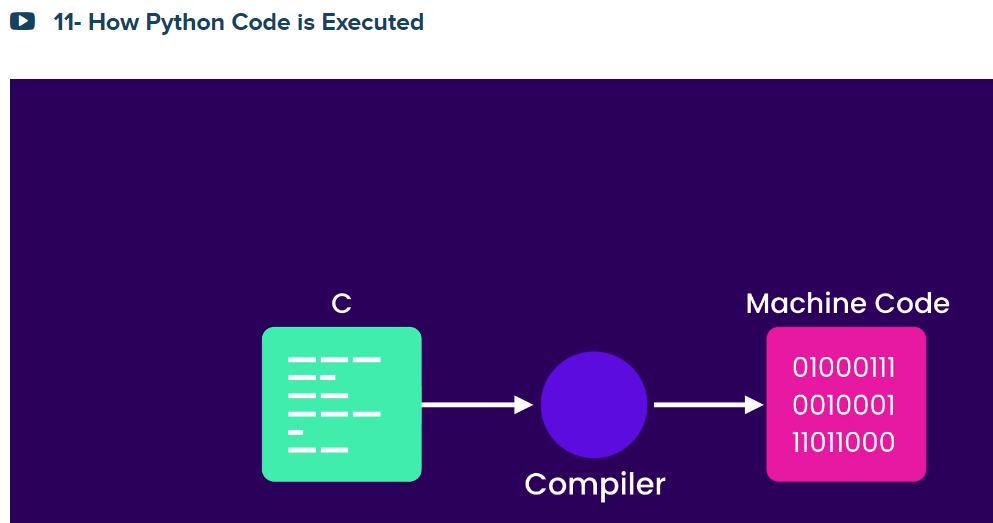 11- How Python Code is Executed
C
Machine Code
01000111
0010001
11011000
Compiler